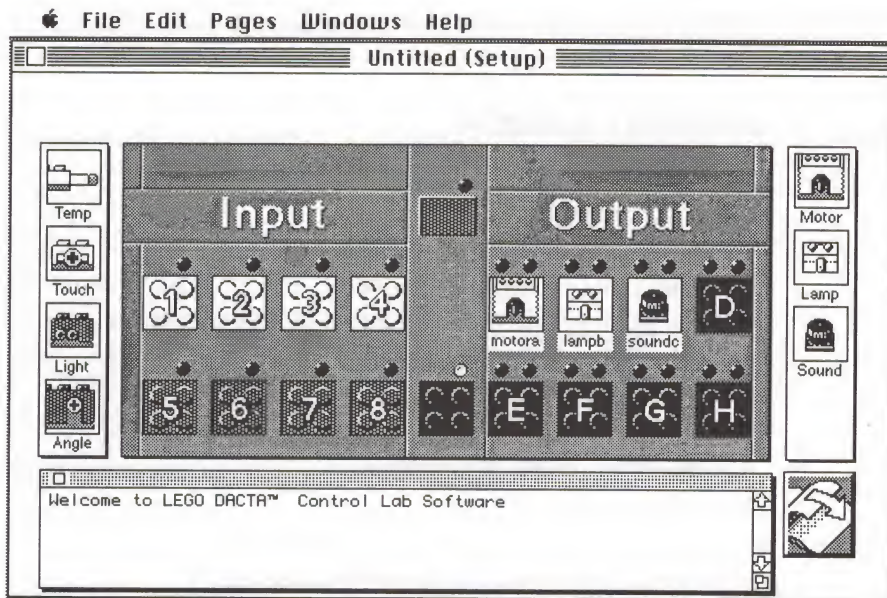 File Edit Pages Windows Help
Untitled (Setup)
Temp
Touch
Light
Angle
Input
1 2 3 4
5 6 7 8
Output
motora lampb soundc D
E F G H
Motor
Lamp
Sound
Welcome to LEGO DACTA™ Control Lab Software